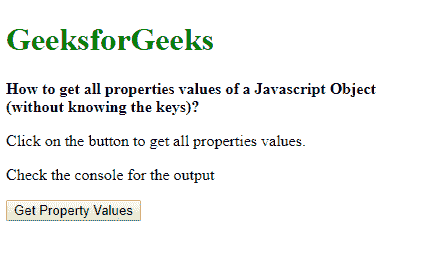 GeeksforGeeks
How to get all properties values of a Javascript Object
(without knowing the keys)?
Click on the button to get all properties values.
Check the console for the output
Get Property Values